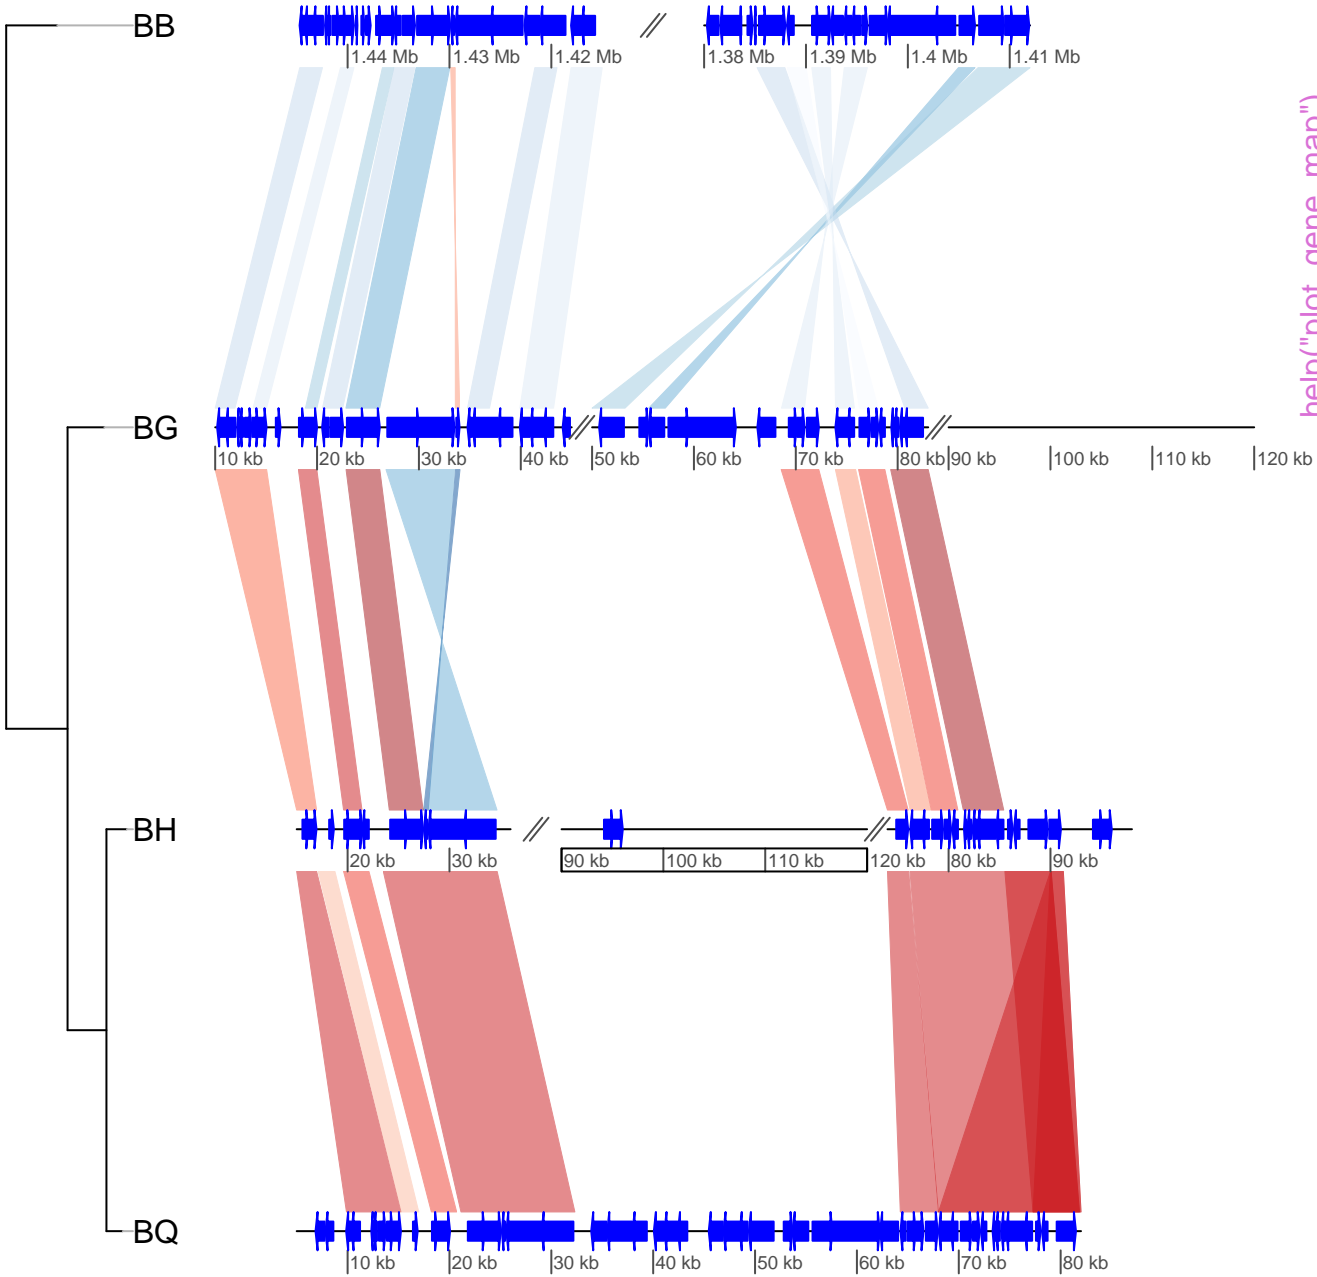 BB
1.44 Mb 1.43 Mb 1.42 Mb 1.38 Mb 1.39 Mb 1.4 Mb 1.41 Mb
help("plot_gene_map")
BG
10 kb 20 kb 30 kb 40 kb 50 kb 60 kb 70 kb 80 kb 90 kb 100 kb 110 kb 120 kb
BH
20 kb 30 kb 90 kb 100 kb 110 kb 120 kb 80 kb 90 kb
BQ
10 kb 20 kb 30 kb 40 kb 50 kb 60 kb 70 kb 80 kb